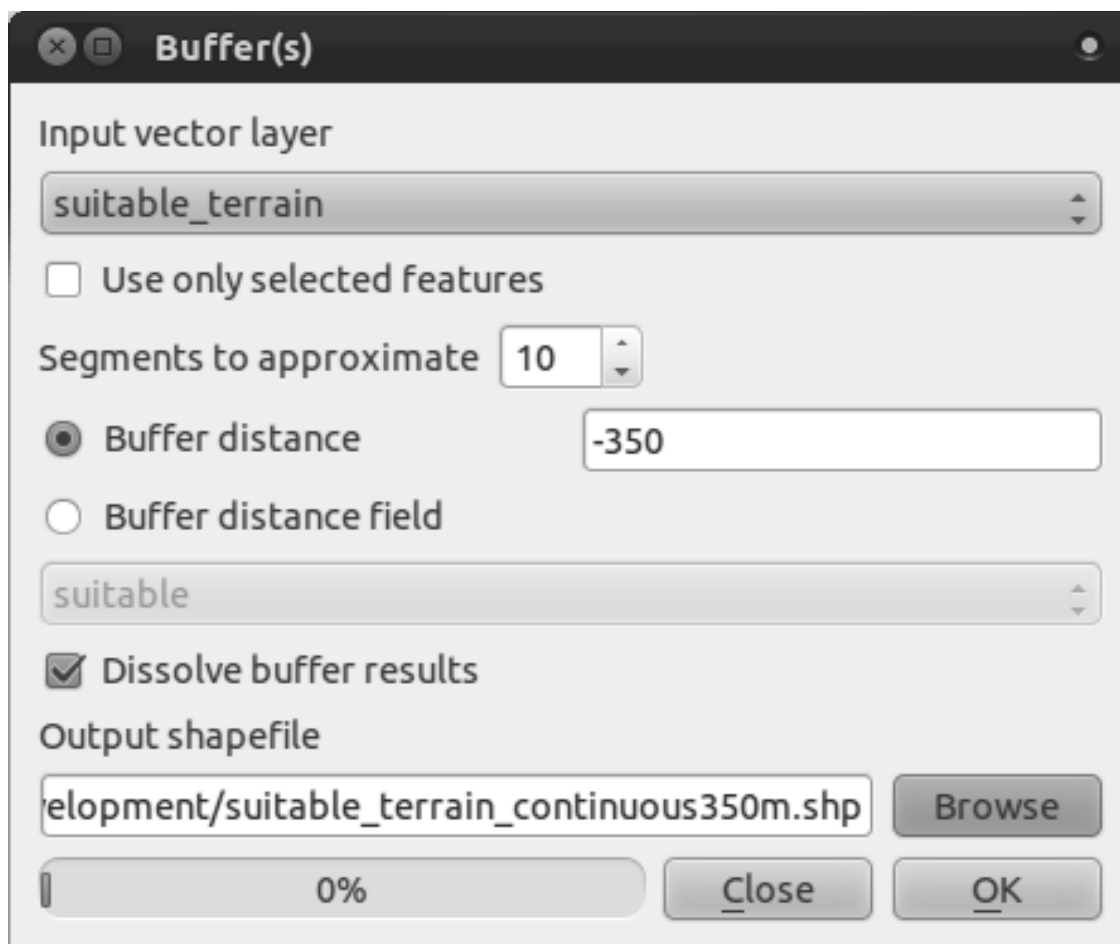 Buffer(s)
Input vector layer
suitable_terrain
Use only selected features
Segments to approximate 10
Buffer distance -350
Buffer distance field
suitable
Dissolve buffer results
Output shapefile
elopment/suitable_terrain_continuous350m.shp Browse
0% Close OK